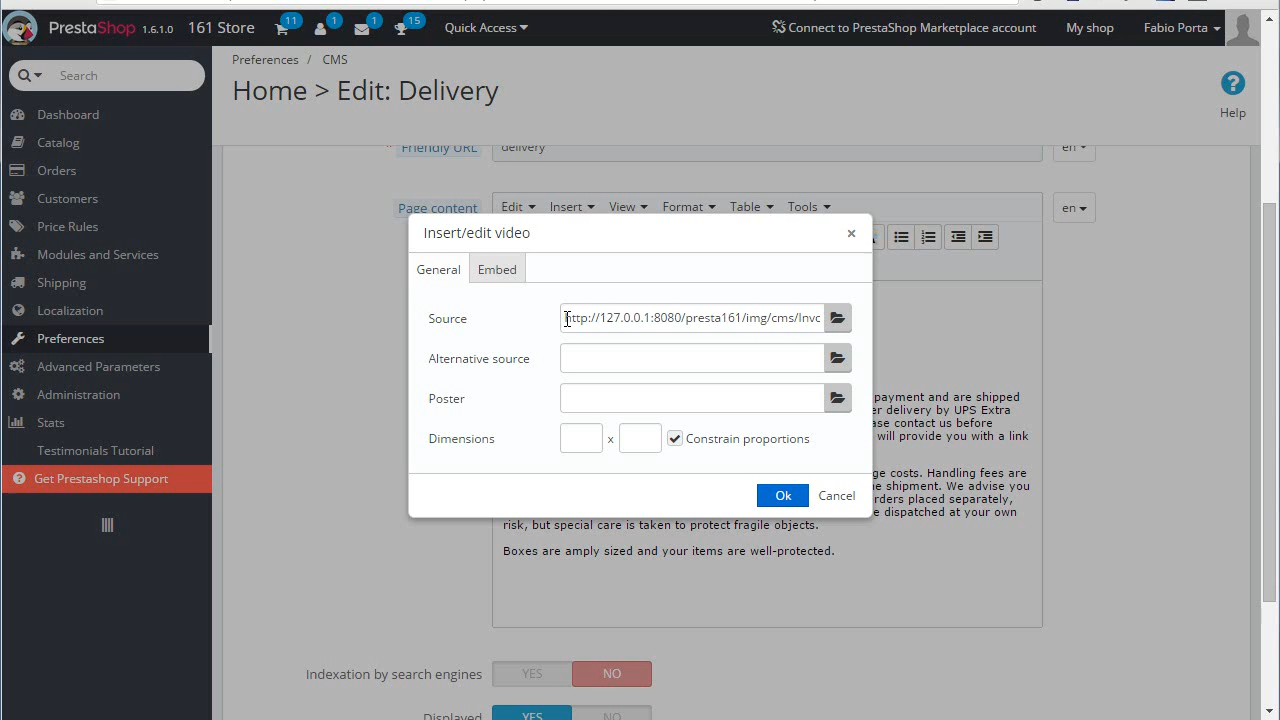 PrestaShop 1.6.1.0 161 Store 11 1 1 15 Quick Access Connect to PrestaShop Marketplace account My shop Fabio Porta
Search
Dashboard
Catalog
Orders
Customers
Price Rules
Modules and Services
Shipping
Localization
Preferences
Advanced Parameters
Administration
Stats
Testimonials Tutorial
Get Prestashop Support
Preferences / CMS
Home > Edit: Delivery
Help
* Friendly URL delivery en
Page content Edit Insert View Format Table Tools en
Insert/edit video ×
General Embed
Source http://127.0.0.1:8080/presta161/img/cms/Invc
Alternative source
Poster
Dimensions x Constrain proportions
Ok Cancel
payment and are shipped
er delivery by UPS Extra
ase contact us before
will provide you with a link
ge costs. Handling fees are
e shipment. We advise you
rders placed separately,
e dispatched at your own
risk, but special care is taken to protect fragile objects.
Boxes are amply sized and your items are well-protected.
Indexation by search engines YES NO
Displayed YES NO